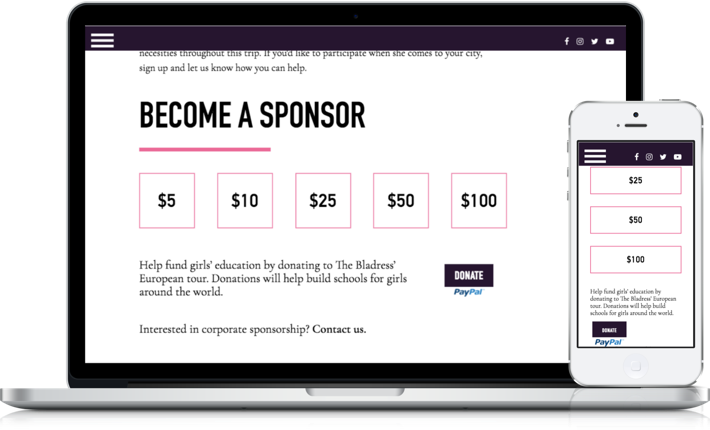 necessities throughout this trip. If you'd like to participate when she comes to your city,
sign up and let us know how you can help.
BECOME A SPONSOR
$5 $10 $25 $50 $100
Help fund girls' education by donating to The Bladress'
European tour. Donations will help build schools for girls
around the world.
DONATE
PayPal
Interested in corporate sponsorship? Contact us.
$25
$50
$100
Help fund girls' education by
donating to The Bladress' European
tour. Donations will help build
schools for girls around the world.
DONATE
PayPal